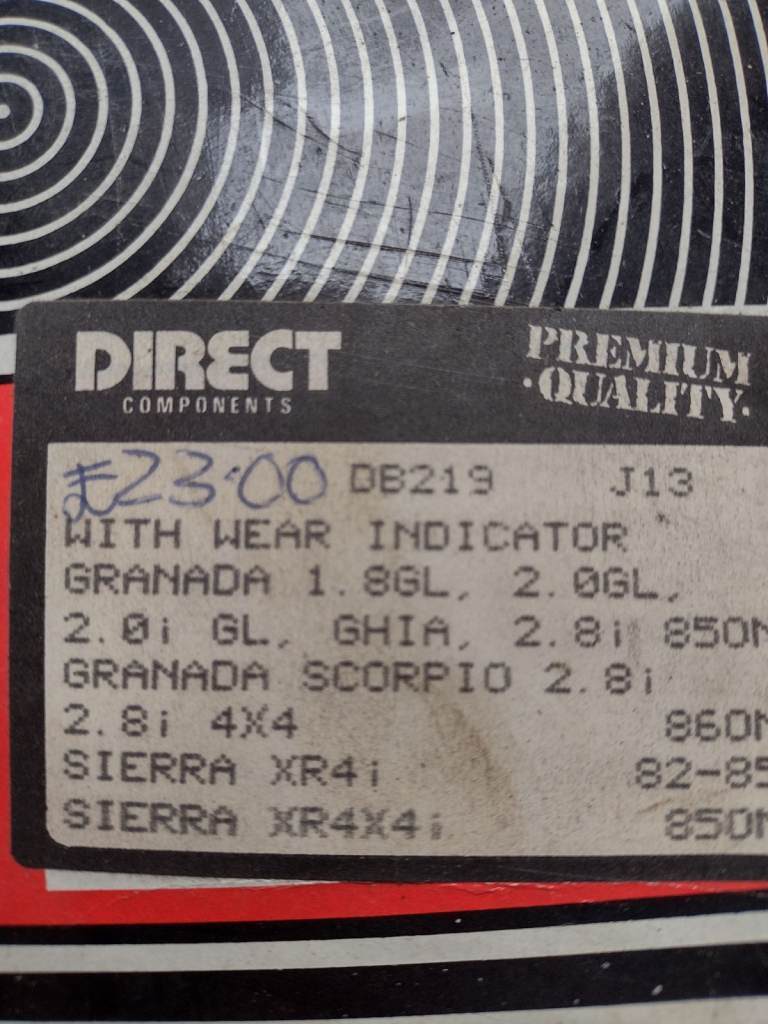 DIRECT
COMPONENTS
PREMIUM
·QUALITY·
£23·00 DB219 J13
WITH WEAR INDICATOR
GRANADA 1.8GL, 2.0GL,
2.0i GL, GHIA, 2.8i 850N
GRANADA SCORPIO 2.8i
2.8i 4X4 860N
SIERRA XR4i 82-85
SIERRA XR4X4i 850N